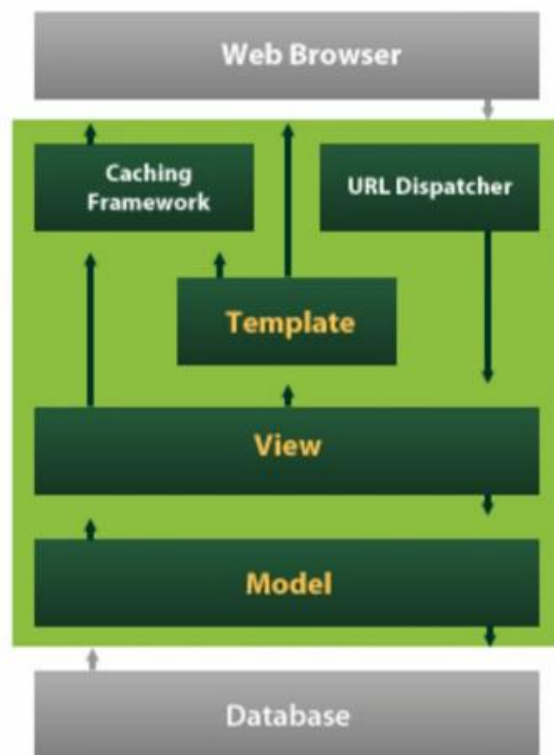 Web Browser
Caching
Framework
URL Dispatcher
Template
View
Model
Database